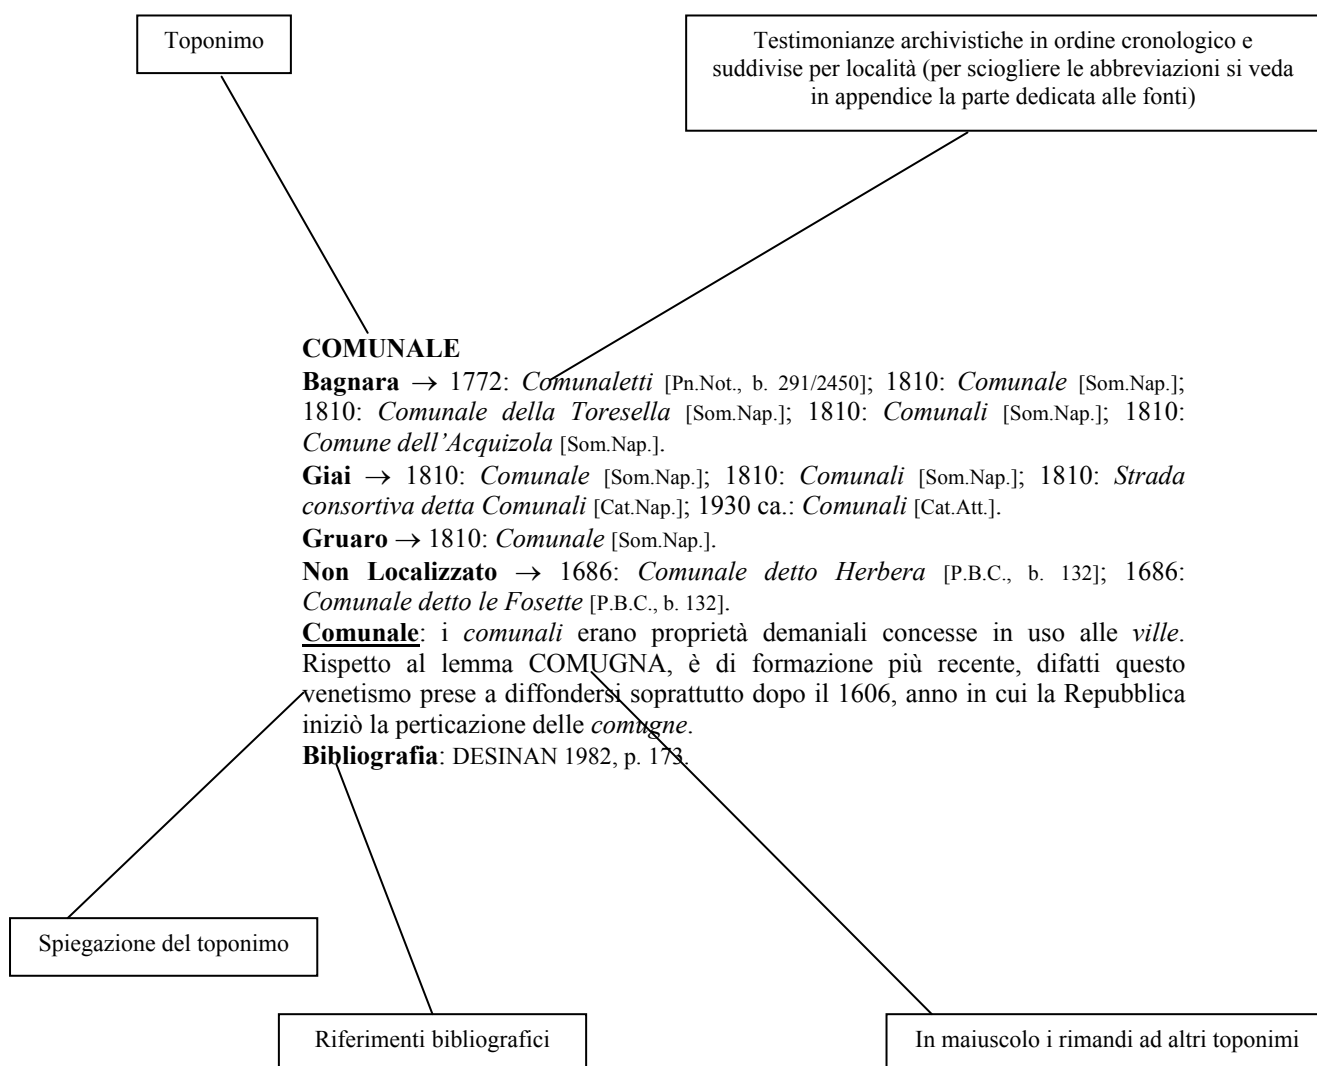 Toponimo
Testimonianze archivistiche in ordine cronologico e
suddivise per località (per sciogliere le abbreviazioni si veda
in appendice la parte dedicata alle fonti)
COMUNALE
Bagnara → 1772: Comunaletti [Pn.Not., b. 291/2450]; 1810: Comunale [Som.Nap.];
1810: Comunale della Toresella [Som.Nap.]; 1810: Comunali [Som.Nap.]; 1810:
Comune dell'Acquizola [Som.Nap.].
Giai → 1810: Comunale [Som.Nap.]; 1810: Comunali [Som.Nap.]; 1810: Strada
consortiva detta Comunali [Cat.Nap.]; 1930 ca.: Comunali [Cat.Att.].
Gruaro → 1810: Comunale [Som.Nap.].
Non Localizzato → 1686: Comunale detto Herbera [P.B.C., b. 132]; 1686:
Comunale detto le Fosette [P.B.C., b. 132].
Comunale: i comunali erano proprietà demaniali concesse in uso alle ville.
Rispetto al lemma COMUGNA, è di formazione più recente, difatti questo
venetismo prese a diffondersi soprattutto dopo il 1606, anno in cui la Repubblica
iniziò la perticazione delle comugne.
Bibliografia: DESINAN 1982, p. 173.
Spiegazione del toponimo
Riferimenti bibliografici
In maiuscolo i rimandi ad altri toponimi